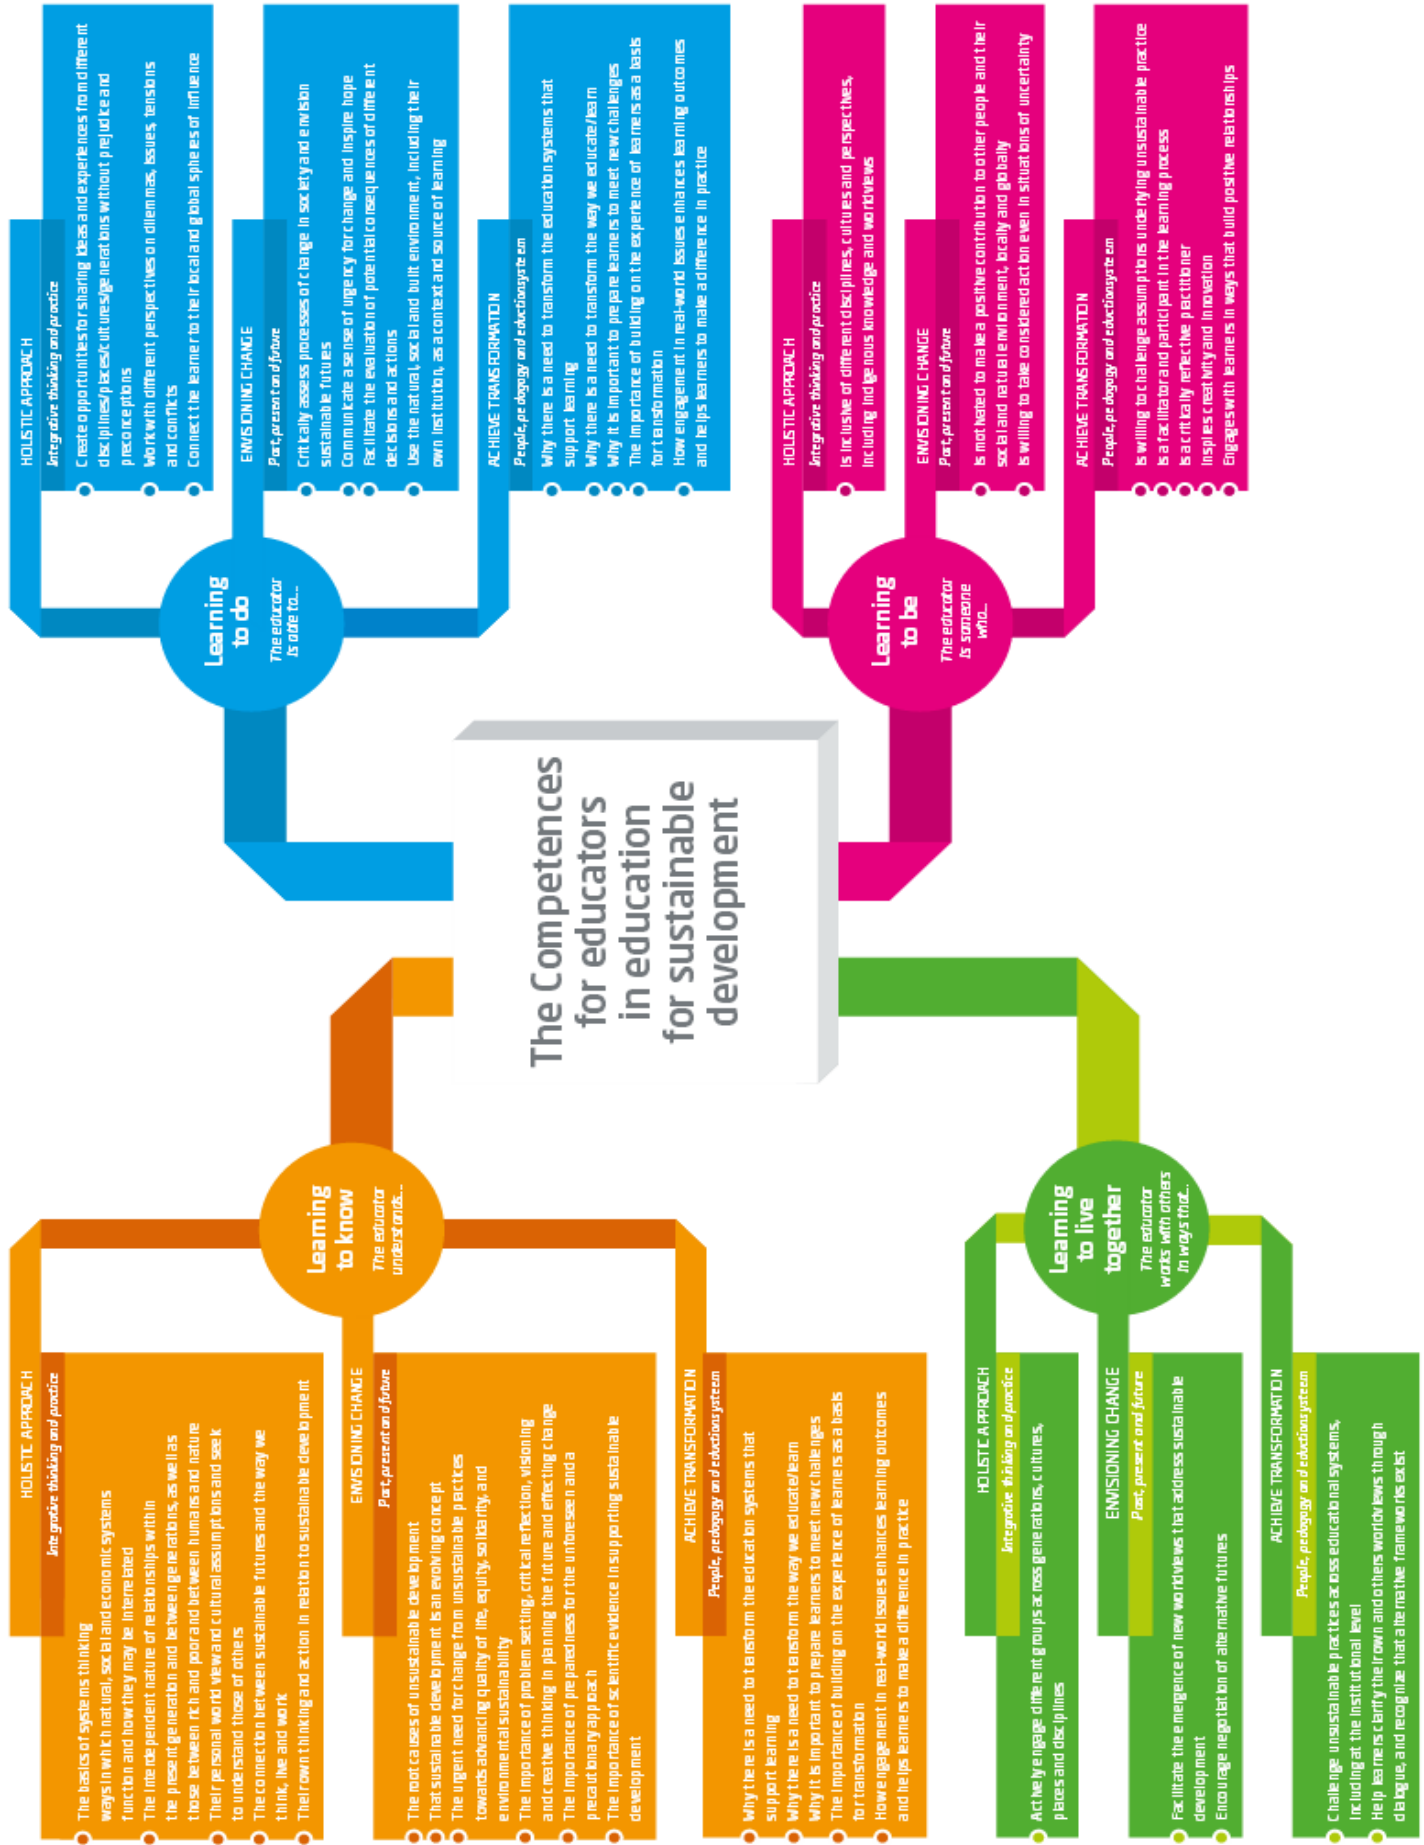 The Competences
for educators
in education
for sustainable
development
Learning
to know
The educator
understands...
HOLISTIC APPROACH
Integrative thinking and practice
The basics of systems thinking
ways in which natural, social and economic systems
function and how they may be interrelated
The interdependent nature of relationships within
the present generation and between generations, as well as
those between rich and poor and between humans and nature
Their personal world view and cultural assumptions and seek
to understand those of others
The connection between sustainable futures and the way we
think, live and work
Their own thinking and action in relation to sustainable development
ENVISIONING CHANGE
Past, present and future
The root causes of unsustainable development
That sustainable development is an evolving concept
The urgent need for change from unsustainable practices
towards advancing quality of life, equity, solidarity, and
environmental sustainability
The importance of problem setting, critical reflection, visioning
and creative thinking in planning the future and effecting change
The importance of preparedness for the unforeseen and a
precautionary approach
The importance of scientific evidence in supporting sustainable
development
ACHIEVE TRANSFORMATION
People, pedagogy and eductionsysteem
Why there is a need to transform the education systems that
support learning
Why there is a need to transform the way we educate/learn
Why it is important to prepare learners to meet new challenges
The importance of building on the experience of learners as a basis
for transformation
How engagement in real-world issues enhances learning outcomes
and helps learners to make a difference in practice
Learning
to do
The educator
is able to...
HOLISTIC APPROACH
Integrative thinking and practice
Create opportunities for sharing ideas and experiences from different
disciplines/places/cultures/generations without prejudice and
preconceptions
Work with different perspectives on dilemmas, issues, tensions
and conflicts
Connect the learner to their local and global spheres of influence
ENVISIONING CHANGE
Past, present and future
Critically assess processes of change in society and envision
sustainable futures
Communicate a sense of urgency for change and inspire hope
Facilitate the evaluation of potential consequences of different
decisions and actions
Use the natural, social and built environment, including their
own institution, as a context and source of learning
ACHIEVE TRANSFORMATION
People, pedagogy and eductionsysteem
Why there is a need to transform the education systems that
support learning
Why there is a need to transform the way we educate/learn
Why it is important to prepare learners to meet new challenges
The importance of building on the experience of learners as a basis
for transformation
How engagement in real-world issues enhances learning outcomes
and helps learners to make a difference in practice
Learning
to live
together
The educator
works with others
in ways that...
HOLISTIC APPROACH
Integrative thinking and practice
Actively engage different groups across generations, cultures,
places and disciplines
ENVISIONING CHANGE
Past, present and future
Facilitate the emergence of new worldviews that address sustainable
development
Encourage negotiation of alternative futures
ACHIEVE TRANSFORMATION
People, pedagogy and eductionsysteem
Challenge unsustainable practices across educational systems,
including at the institutional level
Help learners clarify their own and others worldviews through
dialogue, and recognize that alternative frameworks exist
Learning
to be
The educator
is someone
who...
HOLISTIC APPROACH
Integrative thinking and practice
Is inclusive of different disciplines, cultures and perspectives,
including indigenous knowledge and worldviews
ENVISIONING CHANGE
Past, present and future
Is motivated to make a positive contribution to other people and their
social and natural environment, locally and globally
Is willing to take considered action even in situations of uncertainty
ACHIEVE TRANSFORMATION
People, pedagogy and eductionsysteem
Is willing to challenge assumptions underlying unsustainable practice
Is a facilitator and participant in the learning process
Is a critically reflective practitioner
Inspires creativity and innovation
Engages with learners in ways that build positive relationships